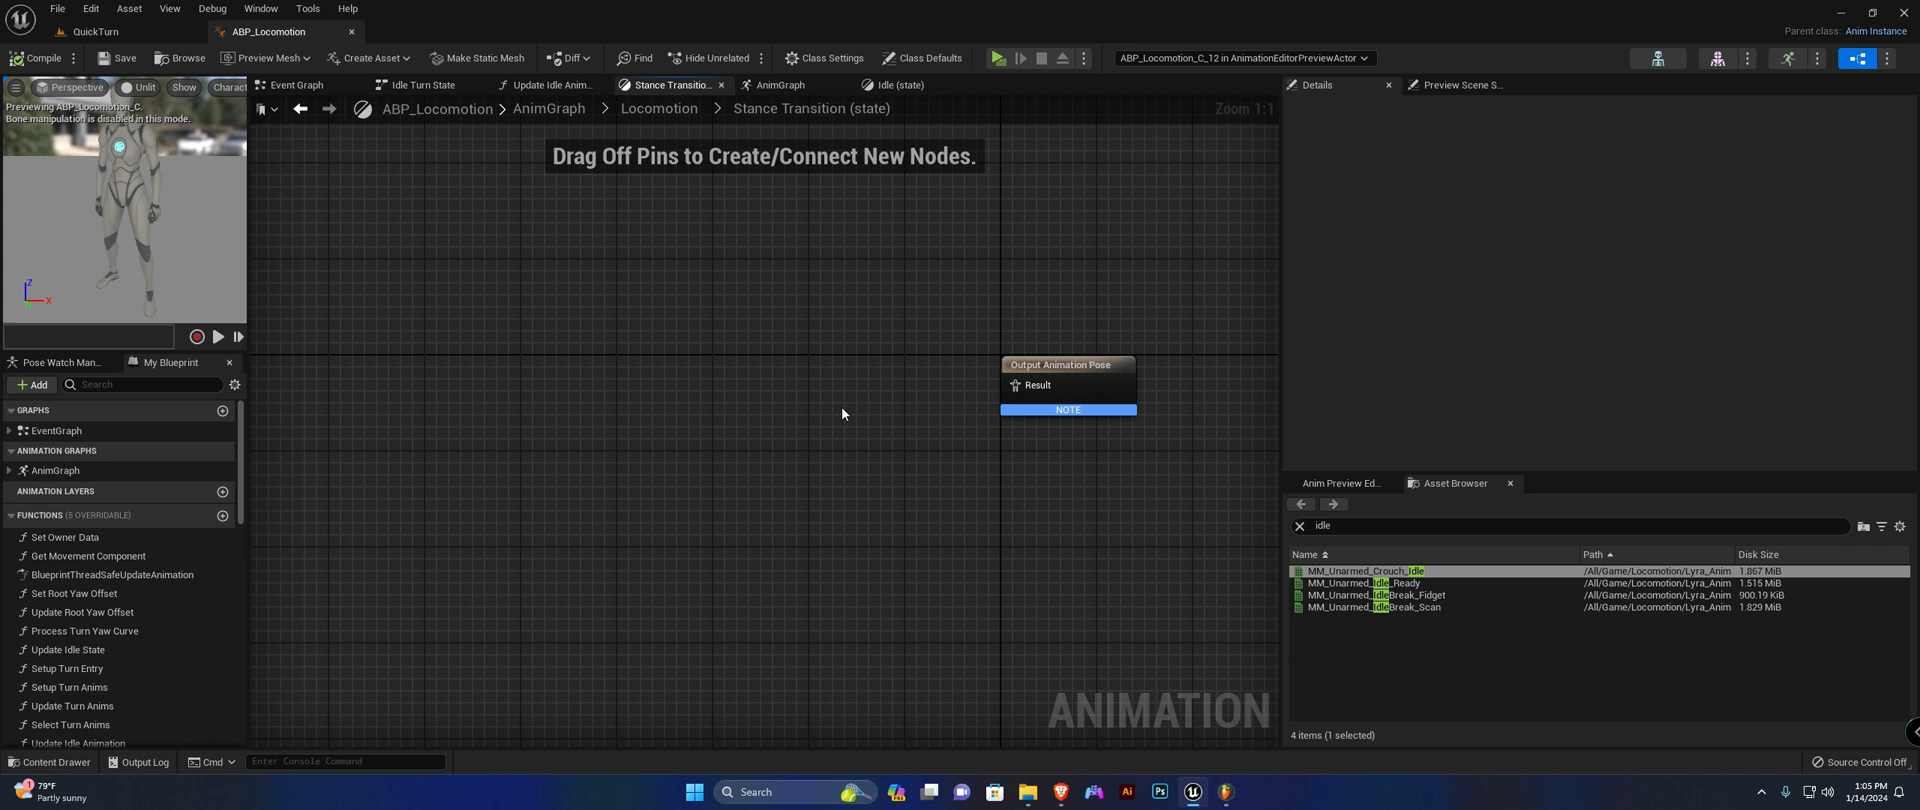 File Edit Asset View Window Tools Debug Help
QuickTurn
ABP_Locomotion
Parent class: Anim Instance
Compile
Save
Browse
Preview Mesh
Create Asset
Make Static Mesh
Diff
Find
Hide Unrelated
Class Settings
Class Defaults
ABP_Locomotion_C_12 in AnimationEditorPreviewActor
Perspective
Unlit
Show
Charact
Previewing ABP_Locomotion_C.
Bone manipulation is disabled in this mode.
Z
X
Event Graph
Idle Turn State
Update Idle Anim...
Stance Transitio...
AnimGraph
Idle (state)
ABP_Locomotion > AnimGraph > Locomotion > Stance Transition (state)
Zoom 1:1
Drag Off Pins to Create/Connect New Nodes.
Output Animation Pose
Result
NOTE
ANIMATION
Pose Watch Man...
My Blueprint
Add
Search
GRAPHS
EventGraph
ANIMATION GRAPHS
AnimGraph
ANIMATION LAYERS
FUNCTIONS (5 OVERRIDABLE)
Set Owner Data
Get Movement Component
BlueprintThreadSafeUpdateAnimation
Set Root Yaw Offset
Update Root Yaw Offset
Process Turn Yaw Curve
Update Idle State
Setup Turn Entry
Setup Turn Anims
Update Turn Anims
Select Turn Anims
Update Idle Animation
Details
Preview Scene S...
Anim Preview Ed...
Asset Browser
idle
Name Path Disk Size
MM_Unarmed_Crouch_Idle /All/Game/Locomotion/Lyra_Anim 1.867 MiB
MM_Unarmed_Idle_Ready /All/Game/Locomotion/Lyra_Anim 1.515 MiB
MM_Unarmed_IdleBreak_Fidget /All/Game/Locomotion/Lyra_Anim 900.19 KiB
MM_Unarmed_IdleBreak_Scan /All/Game/Locomotion/Lyra_Anim 1.829 MiB
4 items (1 selected)
Content Drawer
Output Log
Cmd
Enter Console Command
Source Control Off
1
79°F
Partly sunny
Search
Ai
Ps
1:05 PM
1/14/2024